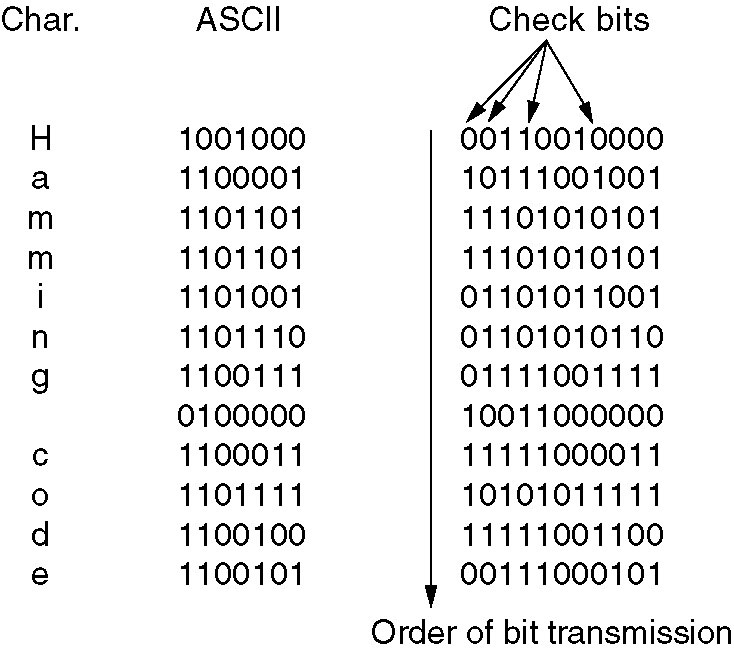 Char. ASCII Check bits
H 1001000 00110010000
a 1100001 10111001001
m 1101101 11101010101
m 1101101 11101010101
i 1101001 01101011001
n 1101110 01101010110
g 1100111 01111001111
0100000 10011000000
c 1100011 11111000011
o 1101111 10101011111
d 1100100 11111001100
e 1100101 00111000101
Order of bit transmission